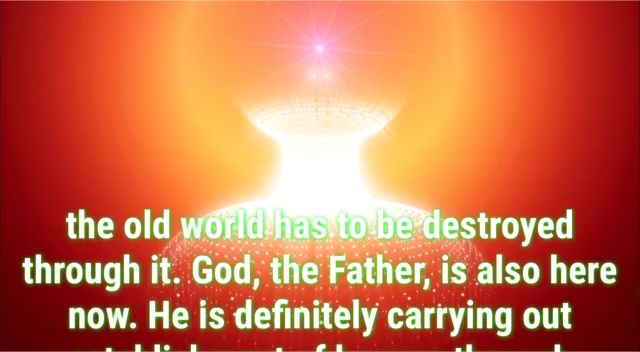 the old world has to be destroyed
through it. God, the Father, is also here
now. He is definitely carrying out